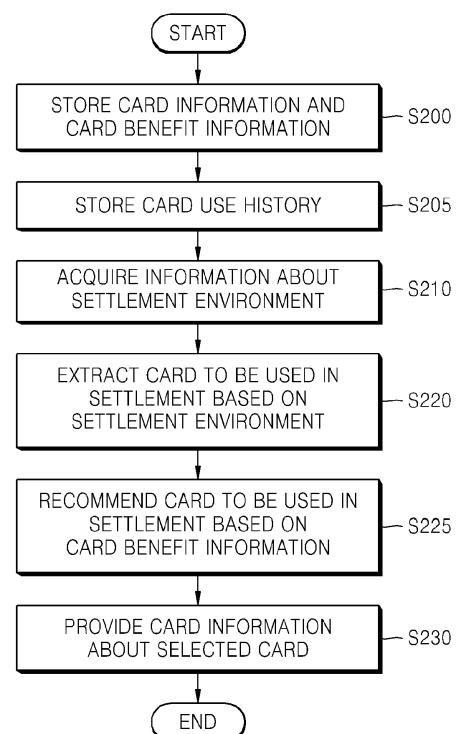 START
STORE CARD INFORMATION AND
CARD BENEFIT INFORMATION
S200
STORE CARD USE HISTORY
S205
ACQUIRE INFORMATION ABOUT
SETTLEMENT ENVIRONMENT
S210
EXTRACT CARD TO BE USED IN
SETTLEMENT BASED ON
SETTLEMENT ENVIRONMENT
S220
RECOMMEND CARD TO BE USED IN
SETTLEMENT BASED ON
CARD BENEFIT INFORMATION
S225
PROVIDE CARD INFORMATION
ABOUT SELECTED CARD
S230
END